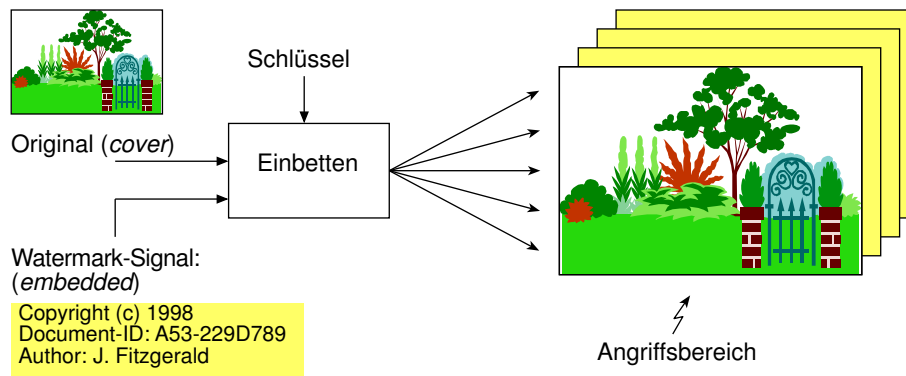 Schlüssel
Original (cover)
Einbetten
Watermark-Signal:
(embedded)
Copyright (c) 1998
Document-ID: A53-229D789
Author: J. Fitzgerald
Angriffsbereich